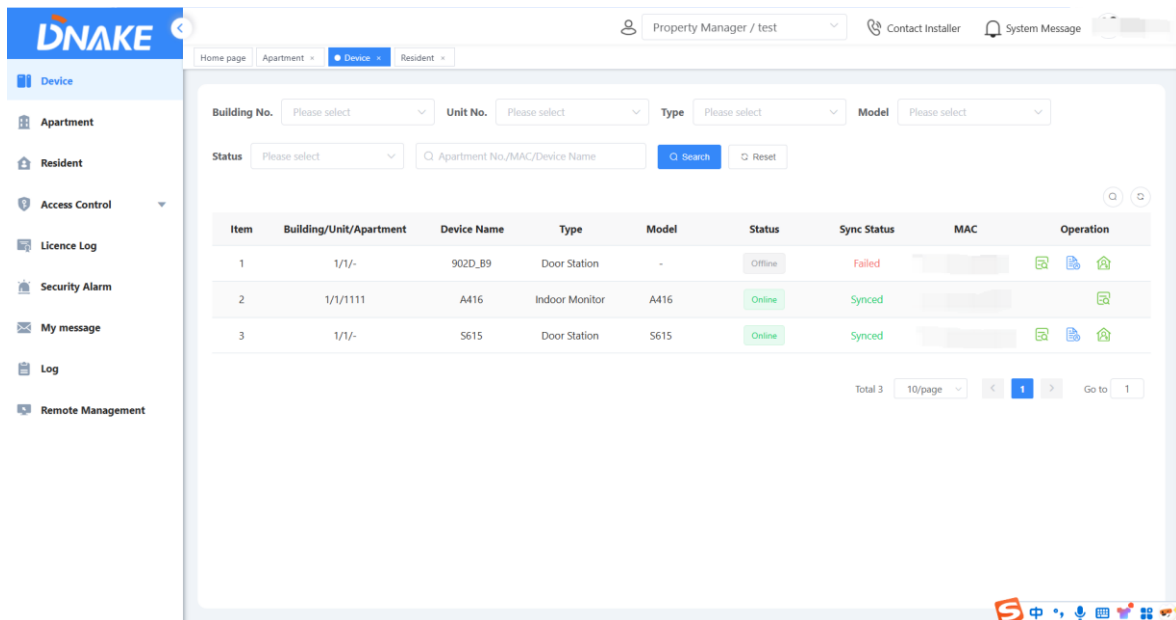 DNAKE
Property Manager / test
Contact Installer
System Message
Home page
Apartment ×
Device ×
Resident ×
Device
Apartment
Resident
Access Control
Licence Log
Security Alarm
My message
Log
Remote Management
Building No. Please select
Unit No. Please select
Type Please select
Model Please select
Status Please select
Apartment No./MAC/Device Name
Search
Reset
Item Building/Unit/Apartment Device Name Type Model Status Sync Status MAC Operation
1 1/1/- 902D_B9 Door Station - Offline Failed
2 1/1/1111 A416 Indoor Monitor A416 Online Synced
3 1/1/- S615 Door Station S615 Online Synced
Total 3 10/page < 1 > Go to 1
S 中 °,